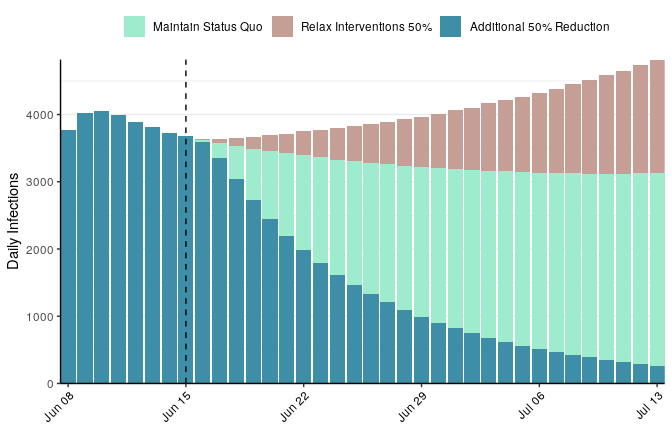 Maintain Status Quo Relax Interventions 50% Additional 50% Reduction
Daily Infections
4000
3000
2000
1000
0
Jun 08 Jun 15 Jun 22 Jun 29 Jul 06 Jul 13